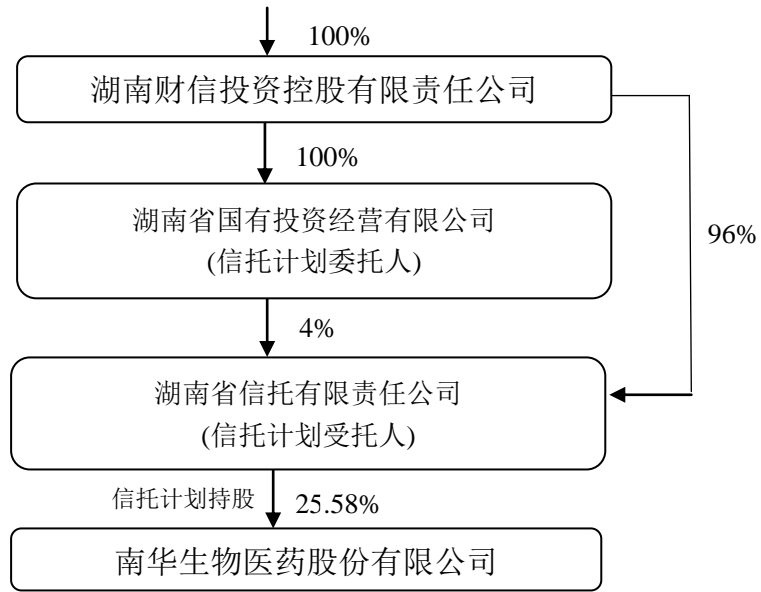 100%
湖南财信投资控股有限责任公司
100%
湖南省国有投资经营有限公司
(信托计划委托人)
96%
4%
湖南省信托有限责任公司
(信托计划受托人)
信托计划持股 25.58%
南华生物医药股份有限公司